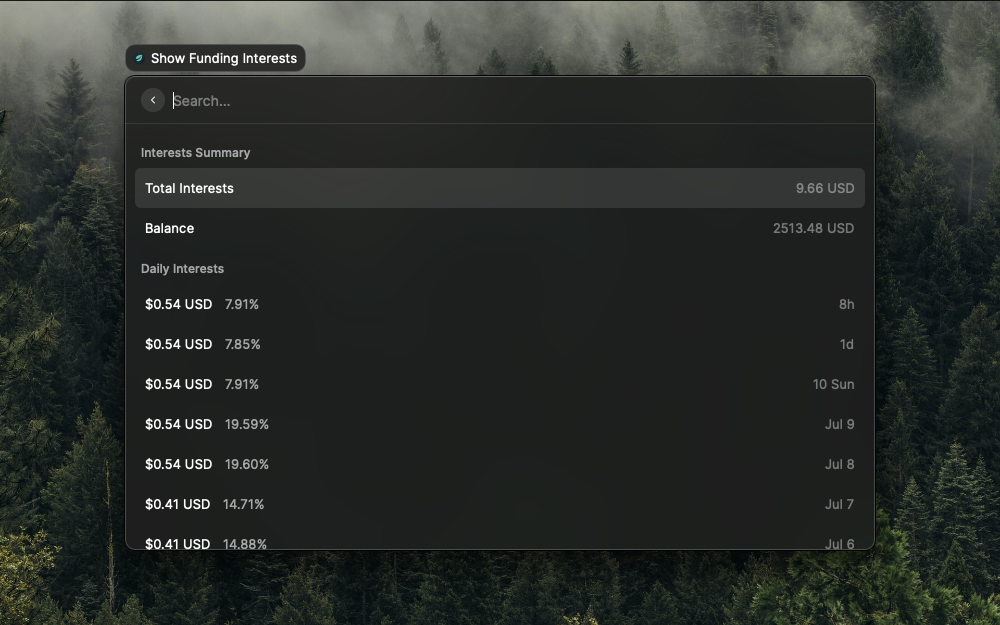 Show Funding Interests
Search...
Interests Summary
Total Interests 9.66 USD
Balance 2513.48 USD
Daily Interests
$0.54 USD 7.91% 8h
$0.54 USD 7.85% 1d
$0.54 USD 7.91% 10 Sun
$0.54 USD 19.59% Jul 9
$0.54 USD 19.60% Jul 8
$0.41 USD 14.71% Jul 7
$0.41 USD 14.88% Jul 6